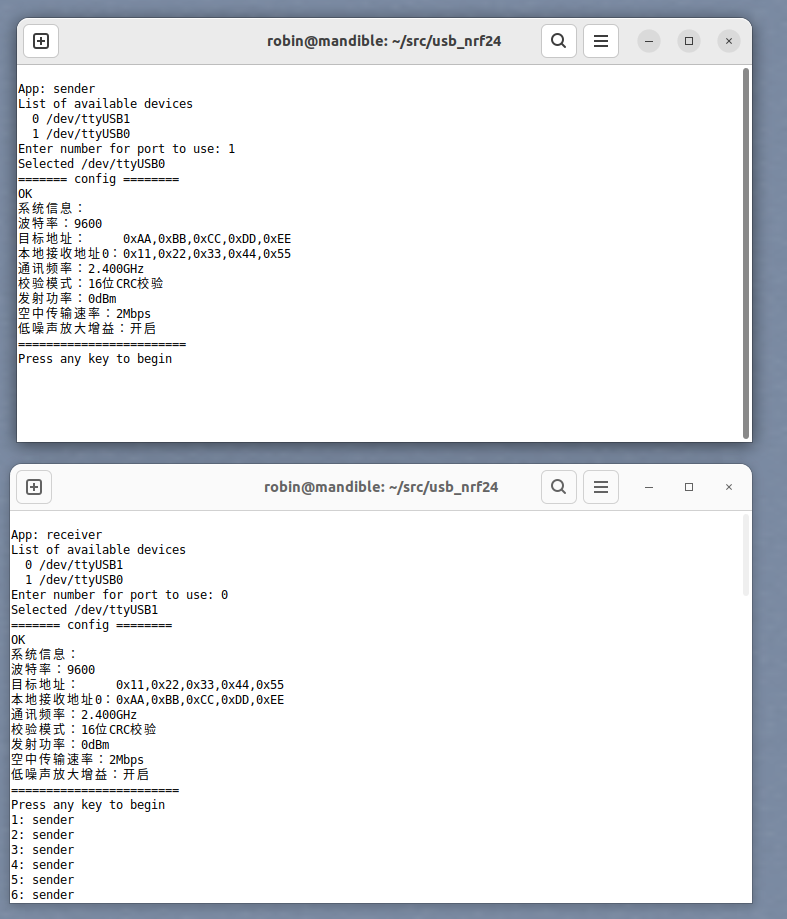 robin@mandible: ~/src/usb_nrf24
App: sender
List of available devices
  0 /dev/ttyUSB1
  1 /dev/ttyUSB0
Enter number for port to use: 1
Selected /dev/ttyUSB0
======= config ========
OK
系统信息：
波特率：9600
目标地址：     0xAA,0xBB,0xCC,0xDD,0xEE
本地接收地址0：0x11,0x22,0x33,0x44,0x55
通讯频率：2.400GHz
校验模式：16位CRC校验
发射功率：0dBm
空中传输速率：2Mbps
低噪声放大增益：开启
========================
Press any key to begin
robin@mandible: ~/src/usb_nrf24
App: receiver
List of available devices
  0 /dev/ttyUSB1
  1 /dev/ttyUSB0
Enter number for port to use: 0
Selected /dev/ttyUSB1
======= config ========
OK
系统信息：
波特率：9600
目标地址：     0x11,0x22,0x33,0x44,0x55
本地接收地址0：0xAA,0xBB,0xCC,0xDD,0xEE
通讯频率：2.400GHz
校验模式：16位CRC校验
发射功率：0dBm
空中传输速率：2Mbps
低噪声放大增益：开启
========================
Press any key to begin
1: sender
2: sender
3: sender
4: sender
5: sender
6: sender